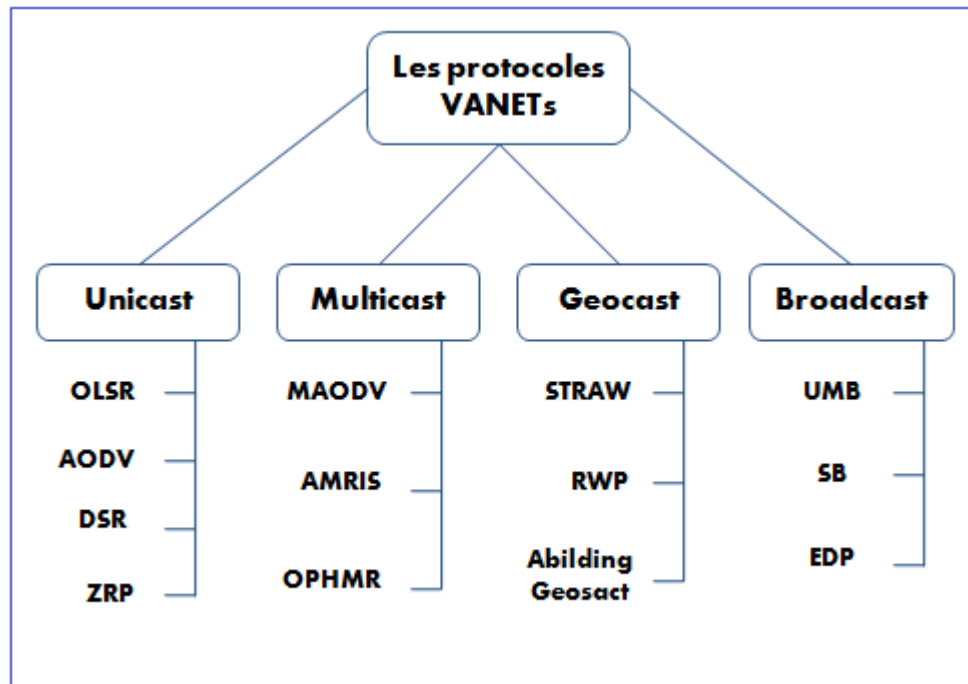 Les protocoles
VANETs
Unicast
Multicast
Geocast
Broadcast
OLSR
AODV
DSR
ZRP
MAODV
AMRIS
OPHMR
STRAW
RWP
Abilding
Geosact
UMB
SB
EDP